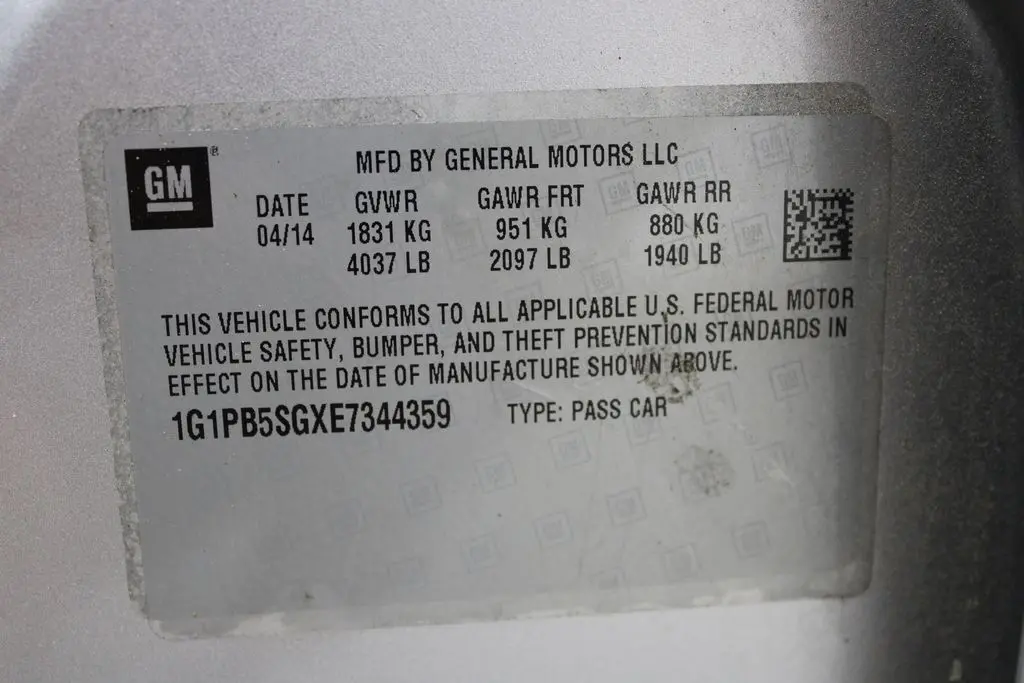 GM®
MFD BY GENERAL MOTORS LLC
DATE GVWR GAWR FRT GAWR RR
04/14 1831 KG 951 KG 880 KG
4037 LB 2097 LB 1940 LB
THIS VEHICLE CONFORMS TO ALL APPLICABLE U.S. FEDERAL MOTOR
VEHICLE SAFETY, BUMPER, AND THEFT PREVENTION STANDARDS IN
EFFECT ON THE DATE OF MANUFACTURE SHOWN ABOVE.
1G1PB5SGXE7344359 TYPE: PASS CAR